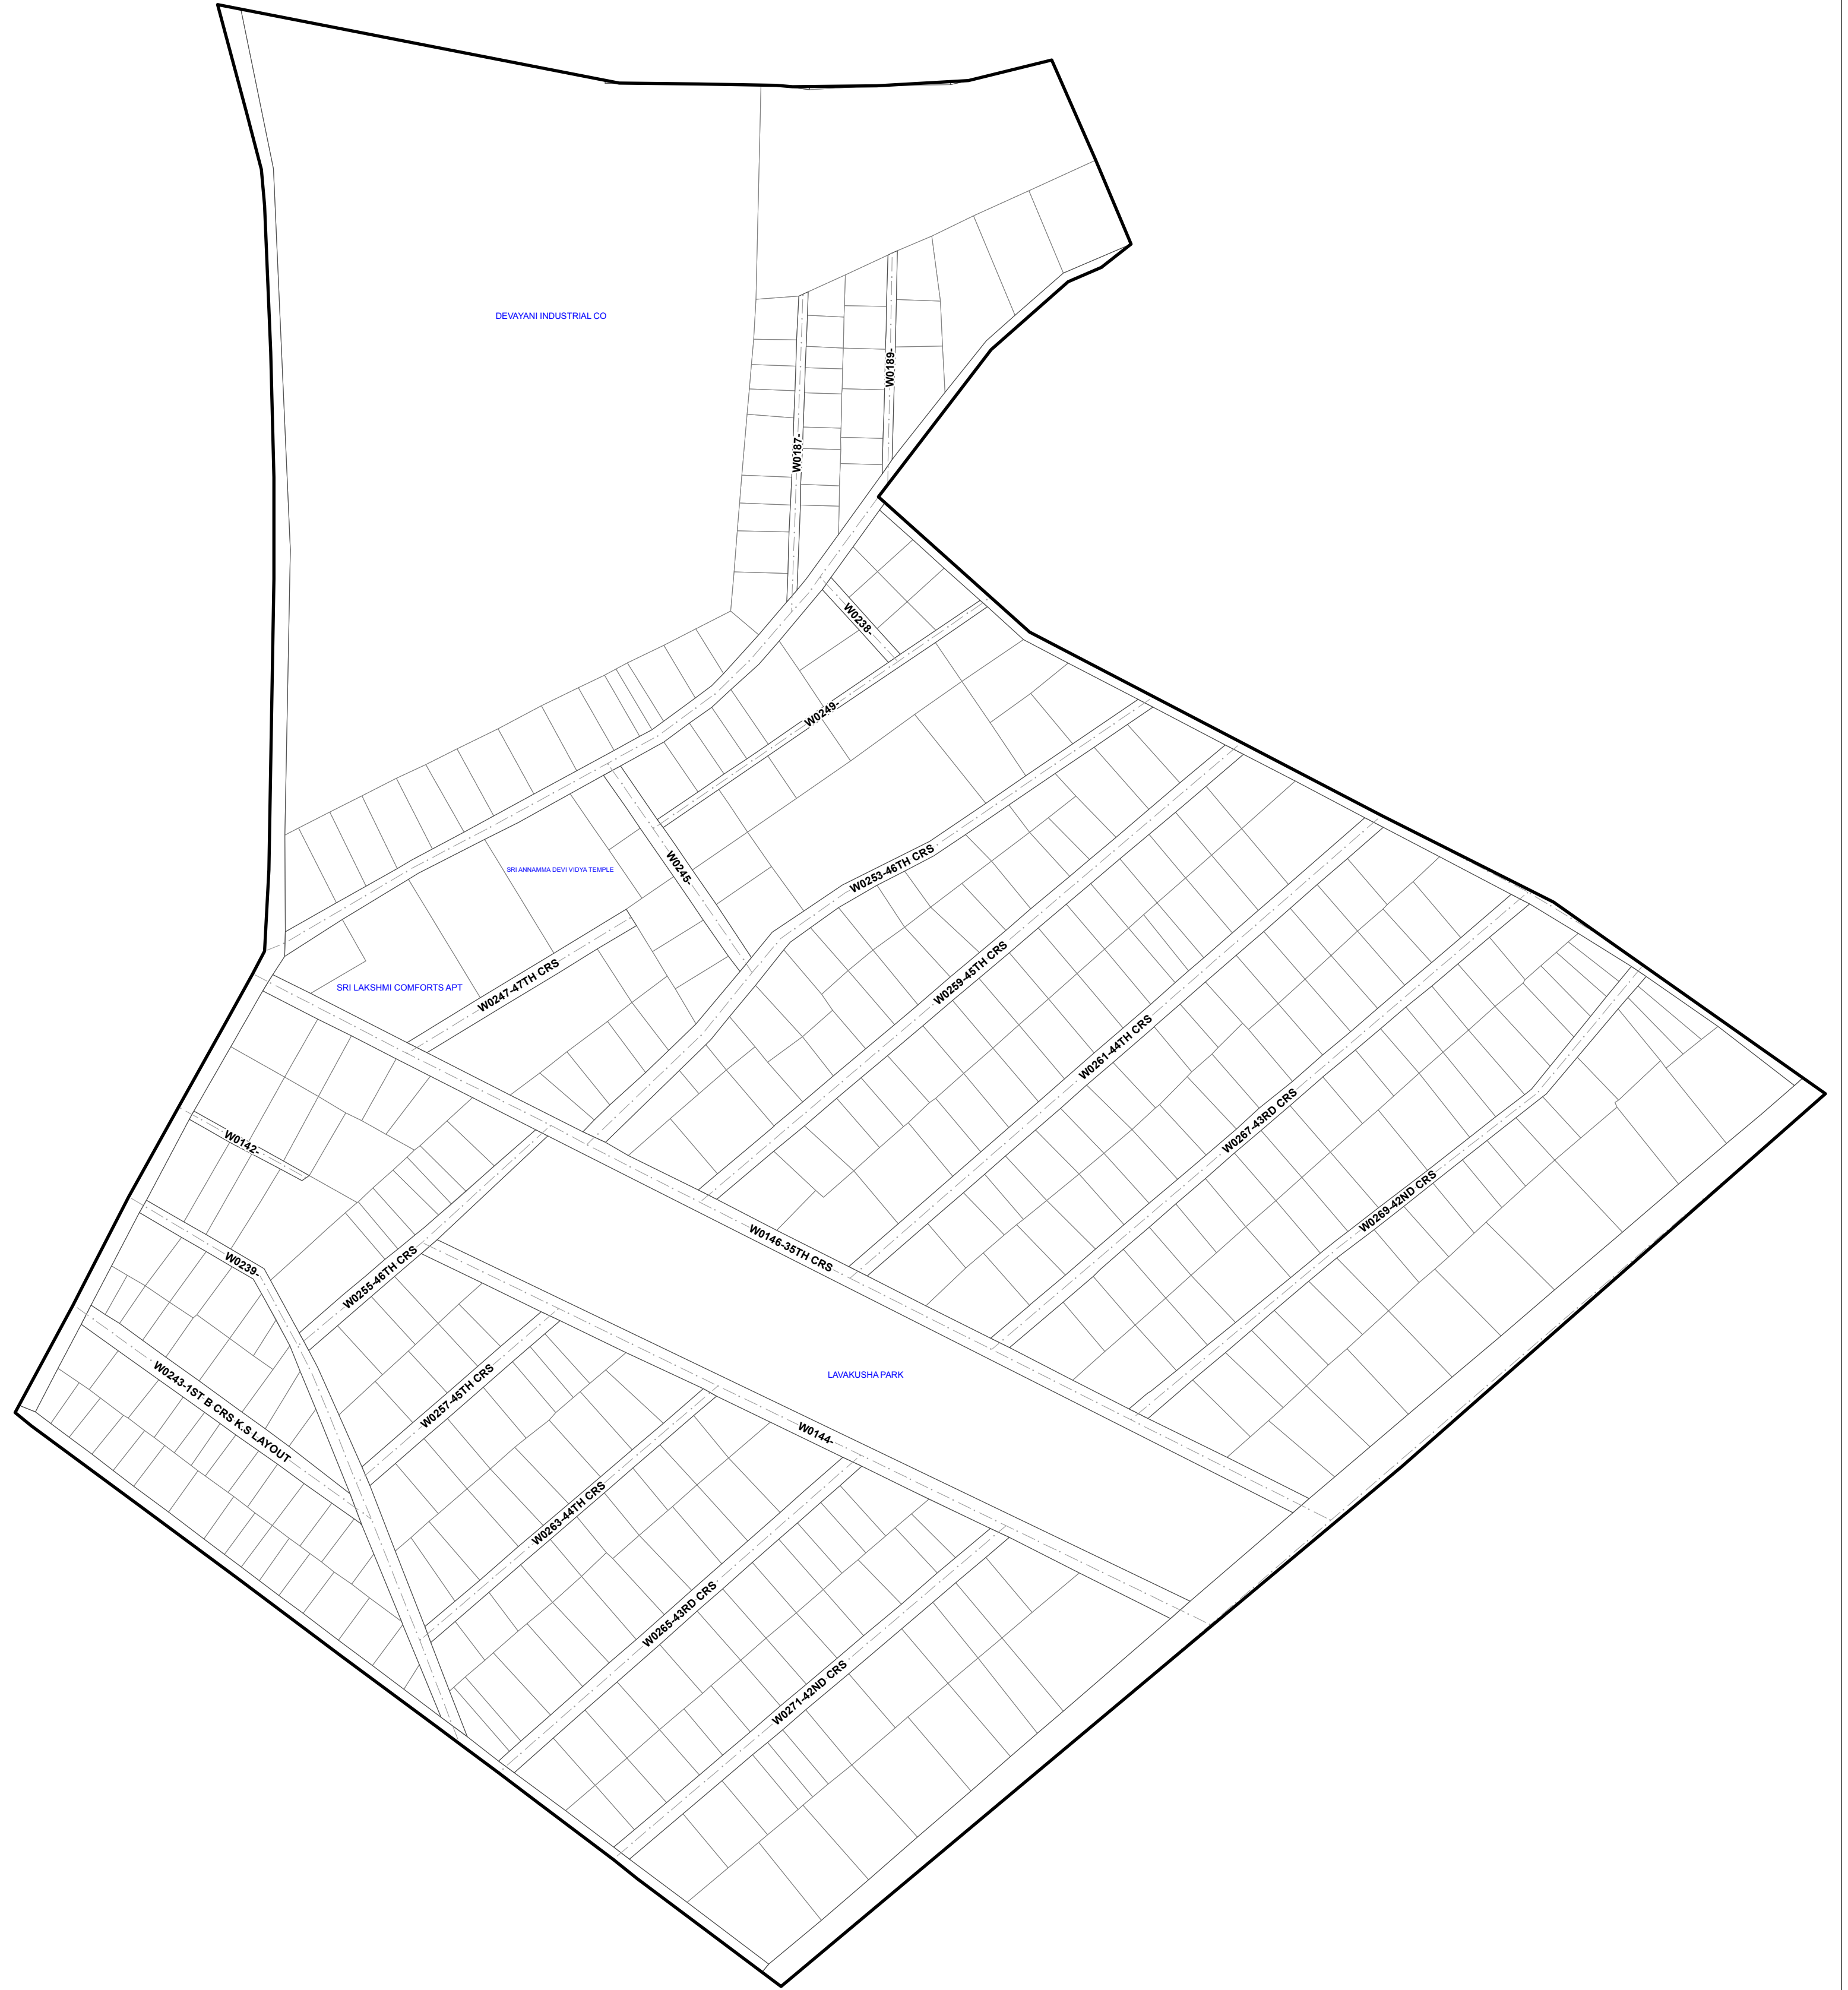 DEVAYANI INDUSTRIAL CO
W0189-
W0187-
W0238-
W0249-
W0245-
SRI ANNAMMA DEVI VIDYA TEMPLE
W0253-46TH CRS
SRI LAKSHMI COMFORTS APT
W0247-47TH CRS
W0259-45TH CRS
W0261-44TH CRS
W0267-43RD CRS
W0142-
W0269-42ND CRS
W0146-35TH CRS
W0239-
W0255-46TH CRS
LAVAKUSHA PARK
W0257-45TH CRS
W0243-1ST B CRS K.S LAYOUT
W0144-
W0263-44TH CRS
W0265-43RD CRS
W0271-42ND CRS